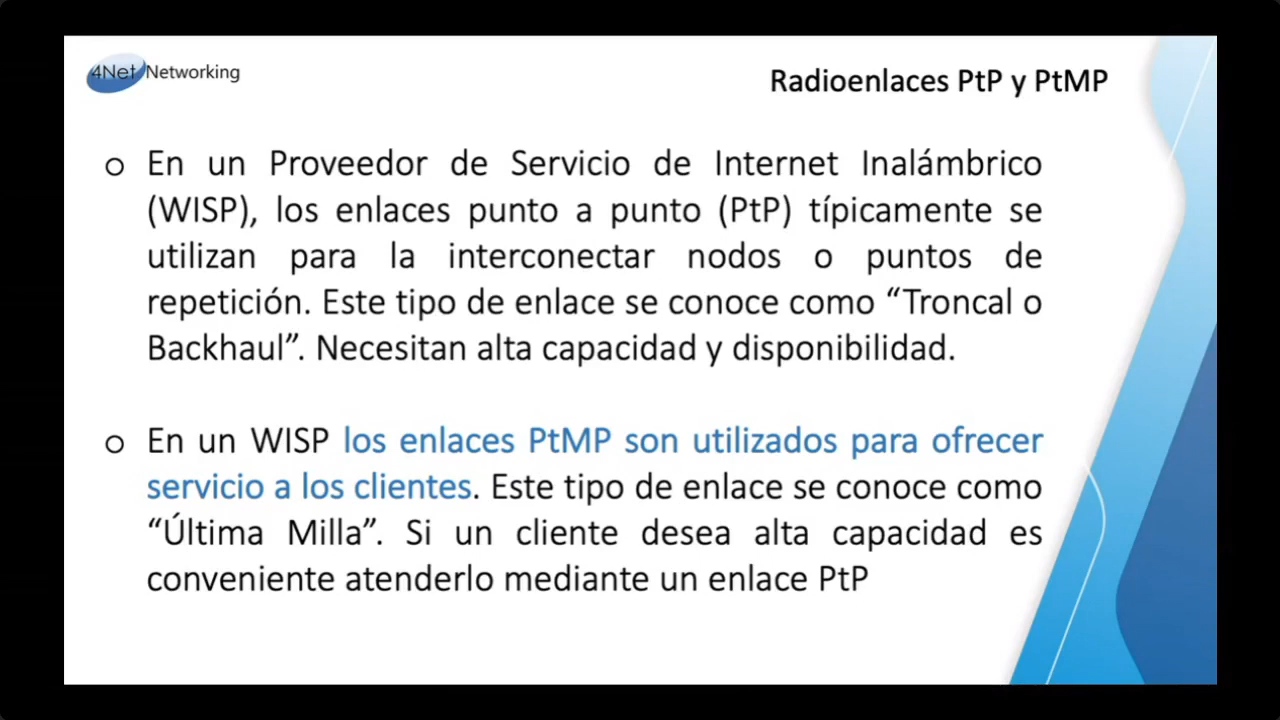 4Net Networking
Radioenlaces PtP y PtMP
o En un Proveedor de Servicio de Internet Inalámbrico
(WISP), los enlaces punto a punto (PtP) típicamente se
utilizan para la interconectar nodos o puntos de
repetición. Este tipo de enlace se conoce como “Troncal o
Backhaul”. Necesitan alta capacidad y disponibilidad.
o En un WISP los enlaces PtMP son utilizados para ofrecer
servicio a los clientes. Este tipo de enlace se conoce como
“Última Milla”. Si un cliente desea alta capacidad es
conveniente atenderlo mediante un enlace PtP